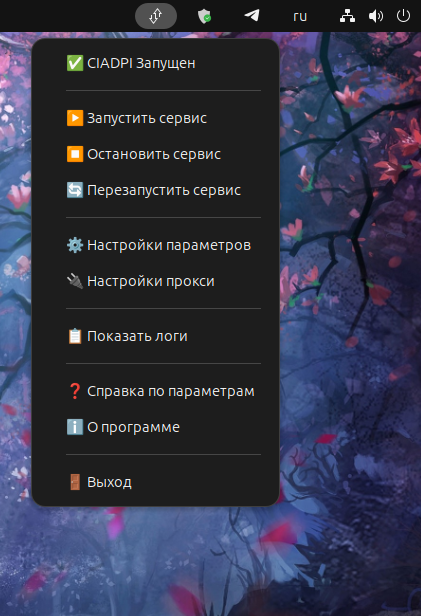 ru
✅ CIADPI Запущен
▶️ Запустить сервис
⏹️ Остановить сервис
🔄 Перезапустить сервис
⚙️ Настройки параметров
🔌 Настройки прокси
📋 Показать логи
❓ Справка по параметрам
ℹ️ О программе
🚪 Выход